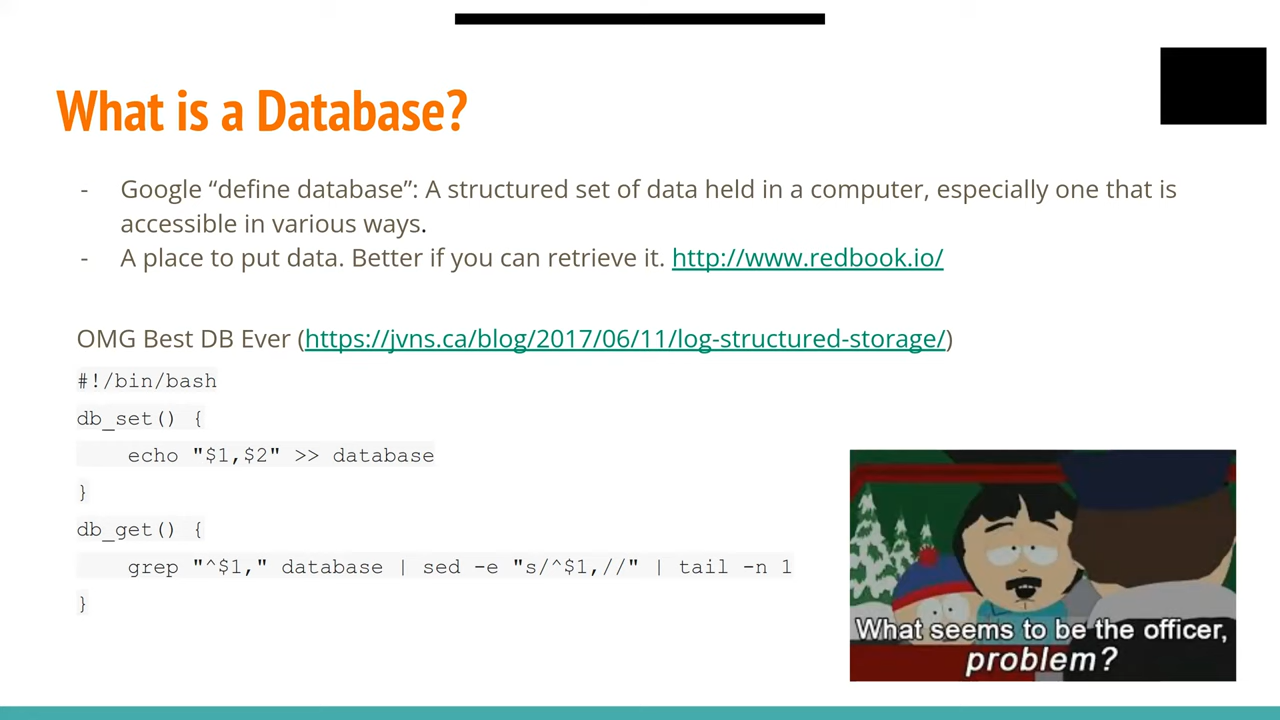 What is a Database?
- Google “define database”: A structured set of data held in a computer, especially one that is
accessible in various ways.
- A place to put data. Better if you can retrieve it. http://www.redbook.io/
OMG Best DB Ever (https://jvns.ca/blog/2017/06/11/log-structured-storage/)
#!/bin/bash
db_set() {
    echo "$1,$2" >> database
}
db_get() {
    grep "^$1," database | sed -e "s/^$1,//" | tail -n 1
}
What seems to be the officer,
problem?